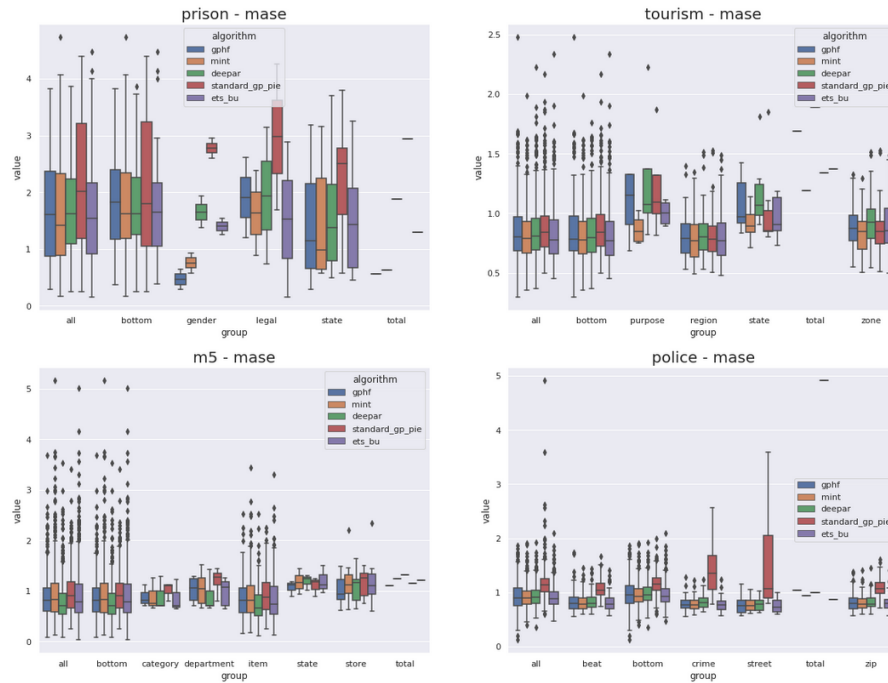 prison - mase
algorithm
gphf
mint
deepar
standard_gp_pie
ets_bu
value
4
3
2
1
0
all bottom gender legal state total
group
tourism - mase
algorithm
gphf
mint
deepar
standard_gp_pie
ets_bu
value
2.5
2.0
1.5
1.0
0.5
all bottom purpose region state total zone
group
m5 - mase
algorithm
gphf
mint
deepar
standard_gp_pie
ets_bu
value
5
4
3
2
1
0
all bottom category department item state store total
group
police - mase
algorithm
gphf
mint
deepar
standard_gp_pie
ets_bu
value
5
4
3
2
1
0
all beat bottom crime street total zip
group